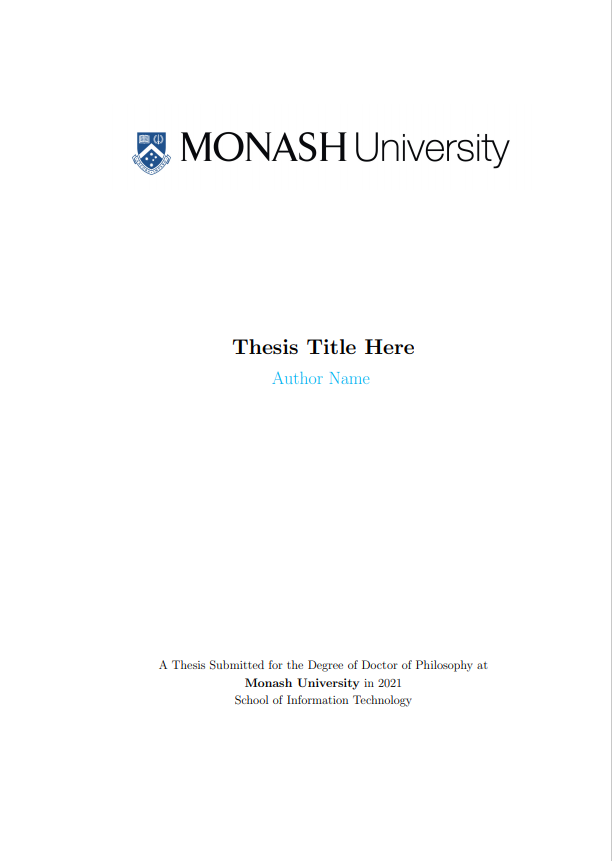 MONASH University
Thesis Title Here
Author Name
A Thesis Submitted for the Degree of Doctor of Philosophy at
Monash University in 2021
School of Information Technology